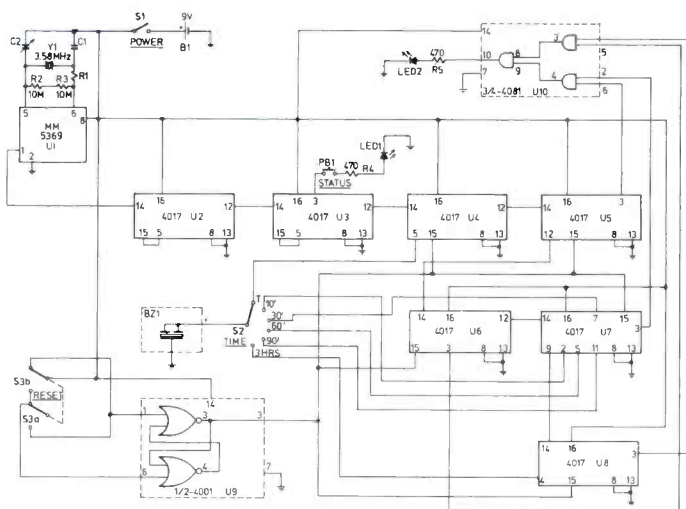 S1
9V
POWER
B1
C2
Y1
C1
3.58MHz
R1
R2 R3
10M 10M
5 6
MM
5369
U1
8
1 2
14
10
7
8
9
3
4
5
2
6
3/4-4081 U10
LED2
470
R5
LED1
PB1
470 R4
STATUS
14 16 12
4017 U2
15 5 8 13
14 16 3 12
4017 U3
15 5 8 13
14 16 12
4017 U4
5 15 8 13
14 16 3
4017 U5
12 15 8 13
BZ1
+
S2
TIME
T
10'
30'
60'
90'
3HRS
14 16 12
4017 U6
15 3 8 13
14 16 7 15
4017 U7
3
9 2 5 11 8 13
S3b
RESET
S3a
14
1 3 3
6 4 7
1/2-4001 U9
14 16
4017 U8
3
4 15 8 13